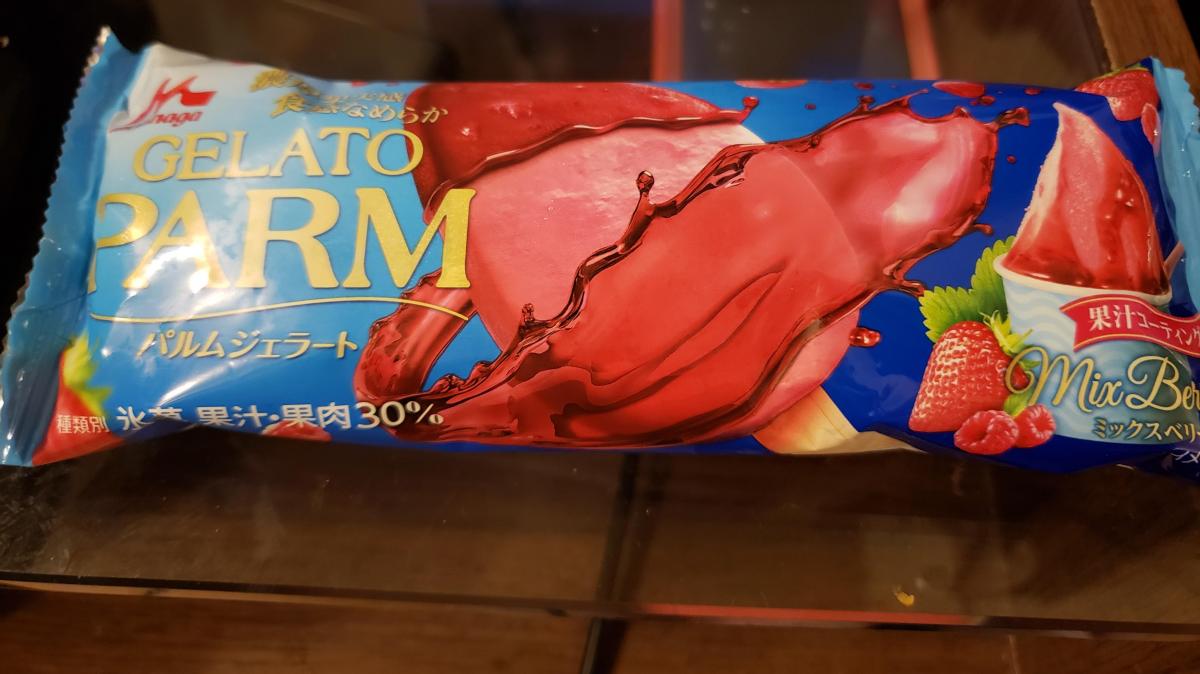 GELATO
PARM
パルムジェラート
種類別 氷菓 果汁・果肉30%
果汁コーティング
Mix Ber
ミックスベリー